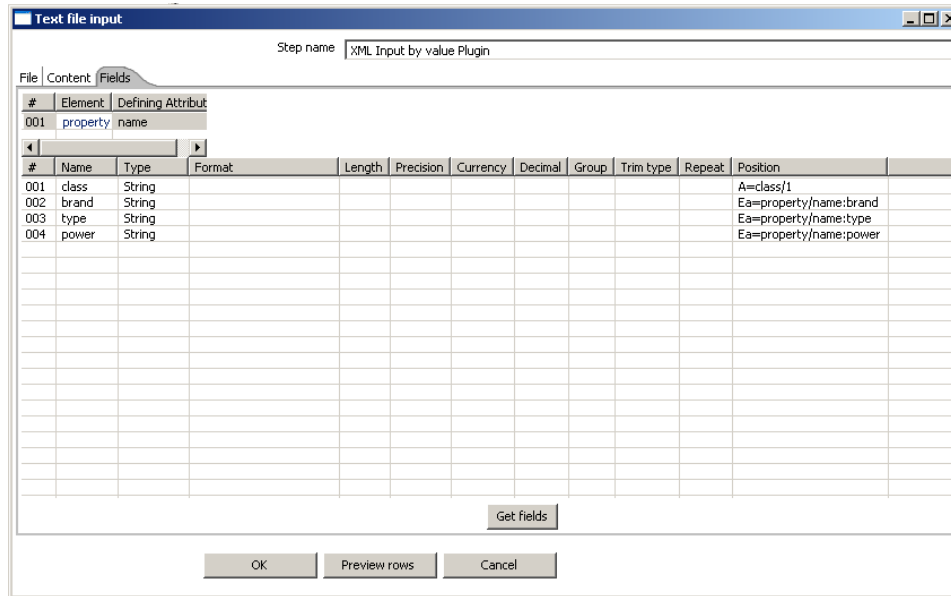 Text file input
Step name XML Input by value Plugin
File Content Fields
# Element Defining Attribut
001 property name
# Name Type Format Length Precision Currency Decimal Group Trim type Repeat Position
001 class String A=class/1
002 brand String Ea=property/name:brand
003 type String Ea=property/name:type
004 power String Ea=property/name:power
Get fields
OK Preview rows Cancel